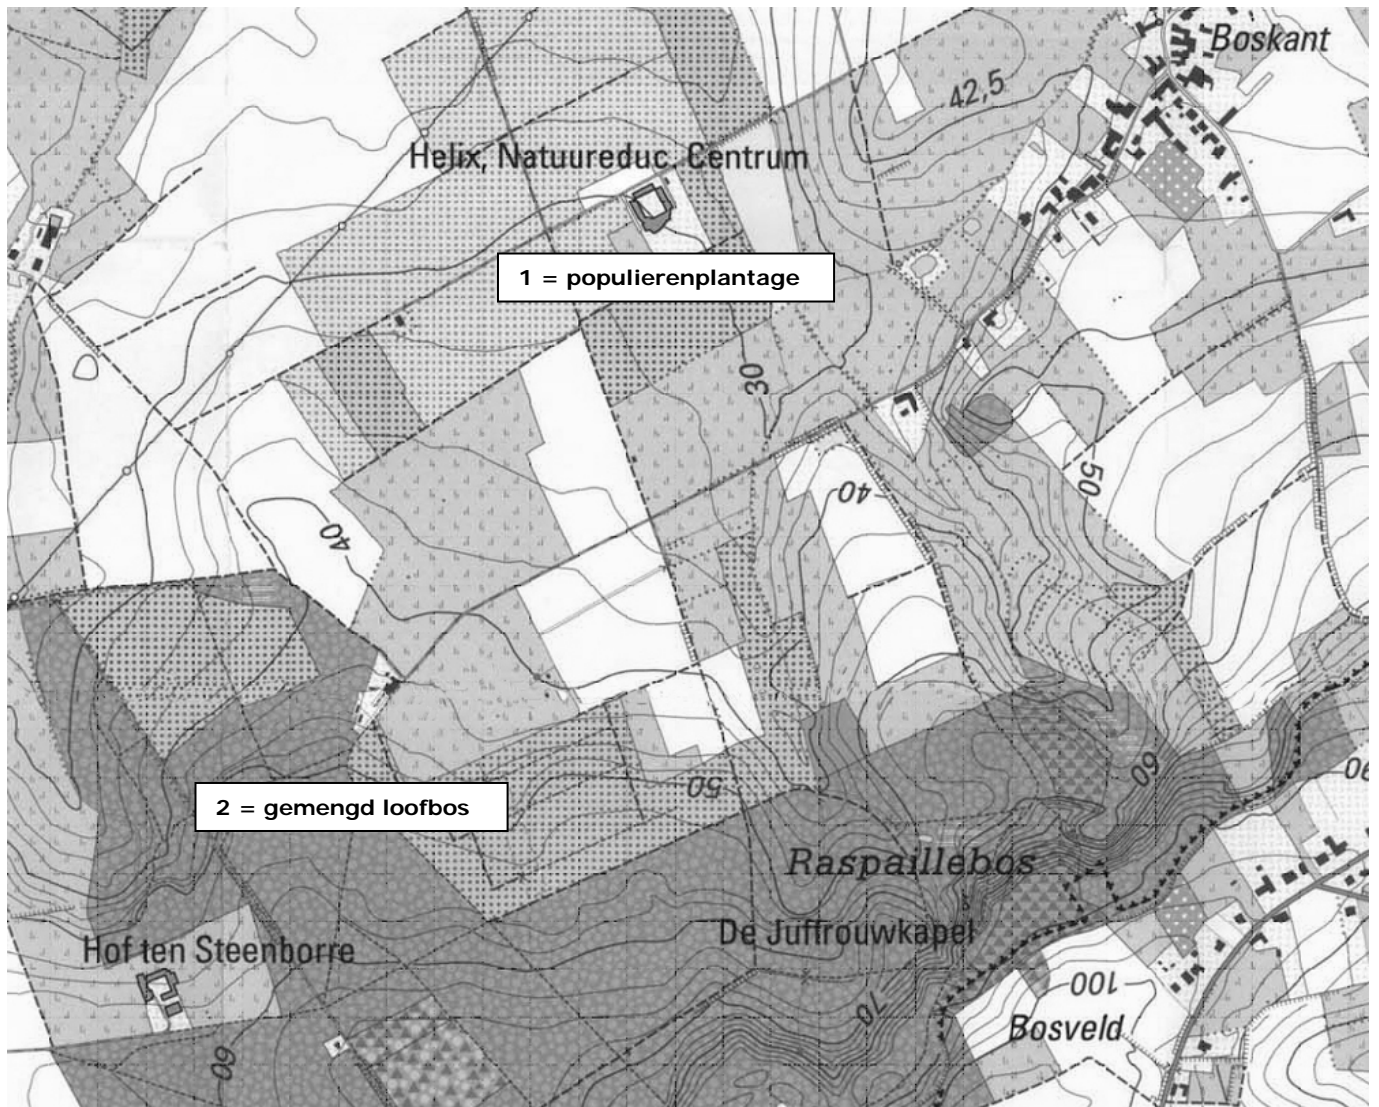 Boskant
42,5
Helix, Natuureduc. Centrum
1 = populierenplantage
30
40
50
40
60
90
50
2 = gemengd loofbos
Raspaillebos
De Juffrouwkapel
Hof ten Steenborre
100
70
Bosveld
60